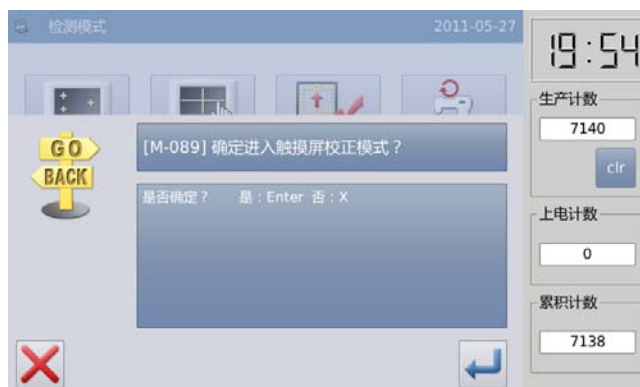 检测模式
2011-05-27
19:54
GO
BACK
[M-089] 确定进入触摸屏校正模式？
是否确定？ 是：Enter 否：X
生产计数
7140
clr
上电计数
0
累积计数
7138